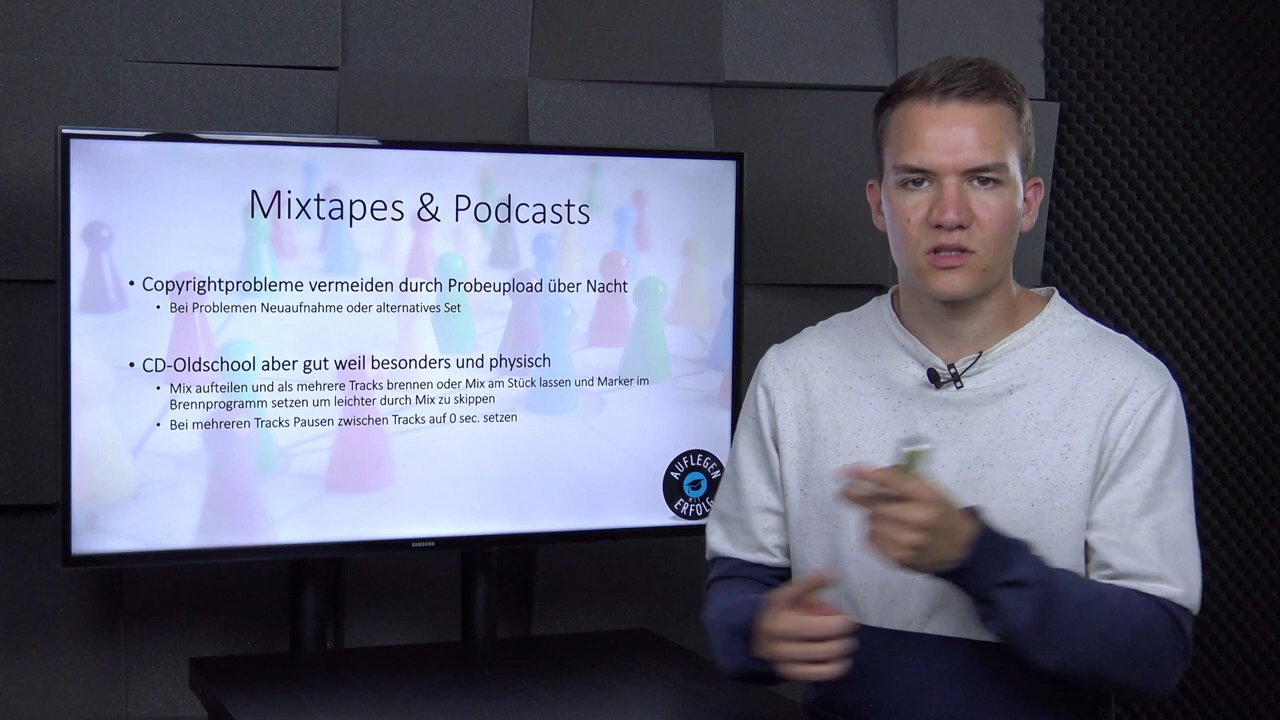 Mixtapes & Podcasts
• Copyrightprobleme vermeiden durch Probeupload über Nacht
• Bei Problemen Neuaufnahme oder alternatives Set
• CD-Oldschool aber gut weil besonders und physisch
• Mix aufteilen und als mehrere Tracks brennen oder Mix am Stück lassen und Marker im
Brennprogramm setzen um leichter durch Mix zu skippen
• Bei mehreren Tracks Pausen zwischen Tracks auf 0 sec. setzen
AUFLEGEN
MIT
ERFOLG
SAMSUNG